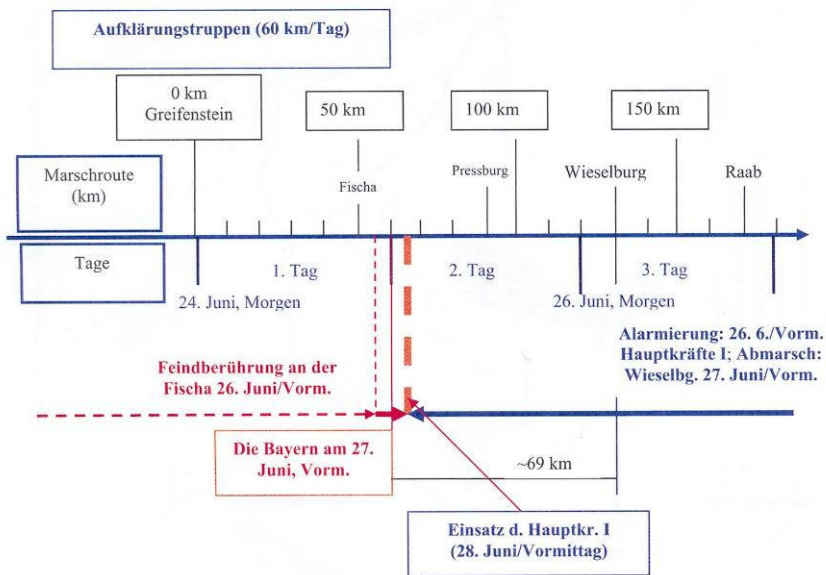 Aufklärungstruppen (60 km/Tag)
0 km
Greifenstein
50 km
100 km
150 km
Marschroute
(km)
Fischa
Pressburg
Wieselburg
Raab
Tage
1. Tag
2. Tag
3. Tag
24. Juni, Morgen
26. Juni, Morgen
Alarmierung: 26. 6./Vorm.
Hauptkräfte I; Abmarsch:
Wieselbg. 27. Juni/Vorm.
Feindberührung an der
Fischa 26. Juni/Vorm.
Die Bayern am 27.
Juni, Vorm.
~69 km
Einsatz d. Hauptkr. I
(28. Juni/Vormittag)